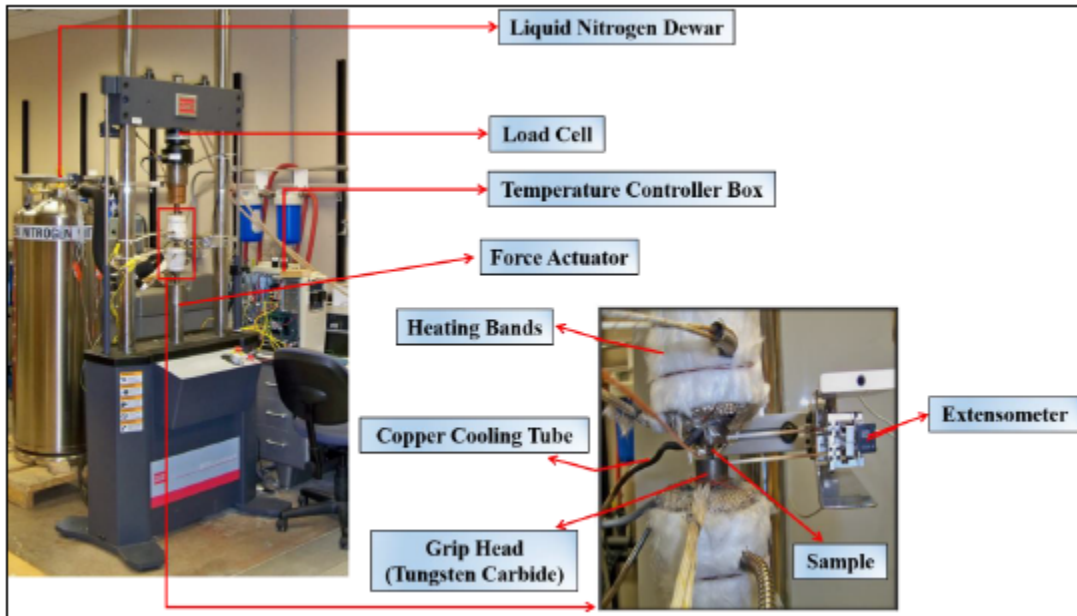 Liquid Nitrogen Dewar
Load Cell
Temperature Controller Box
NITROGEN
Force Actuator
Heating Bands
Extensometer
Copper Cooling Tube
Grip Head
(Tungsten Carbide)
Sample